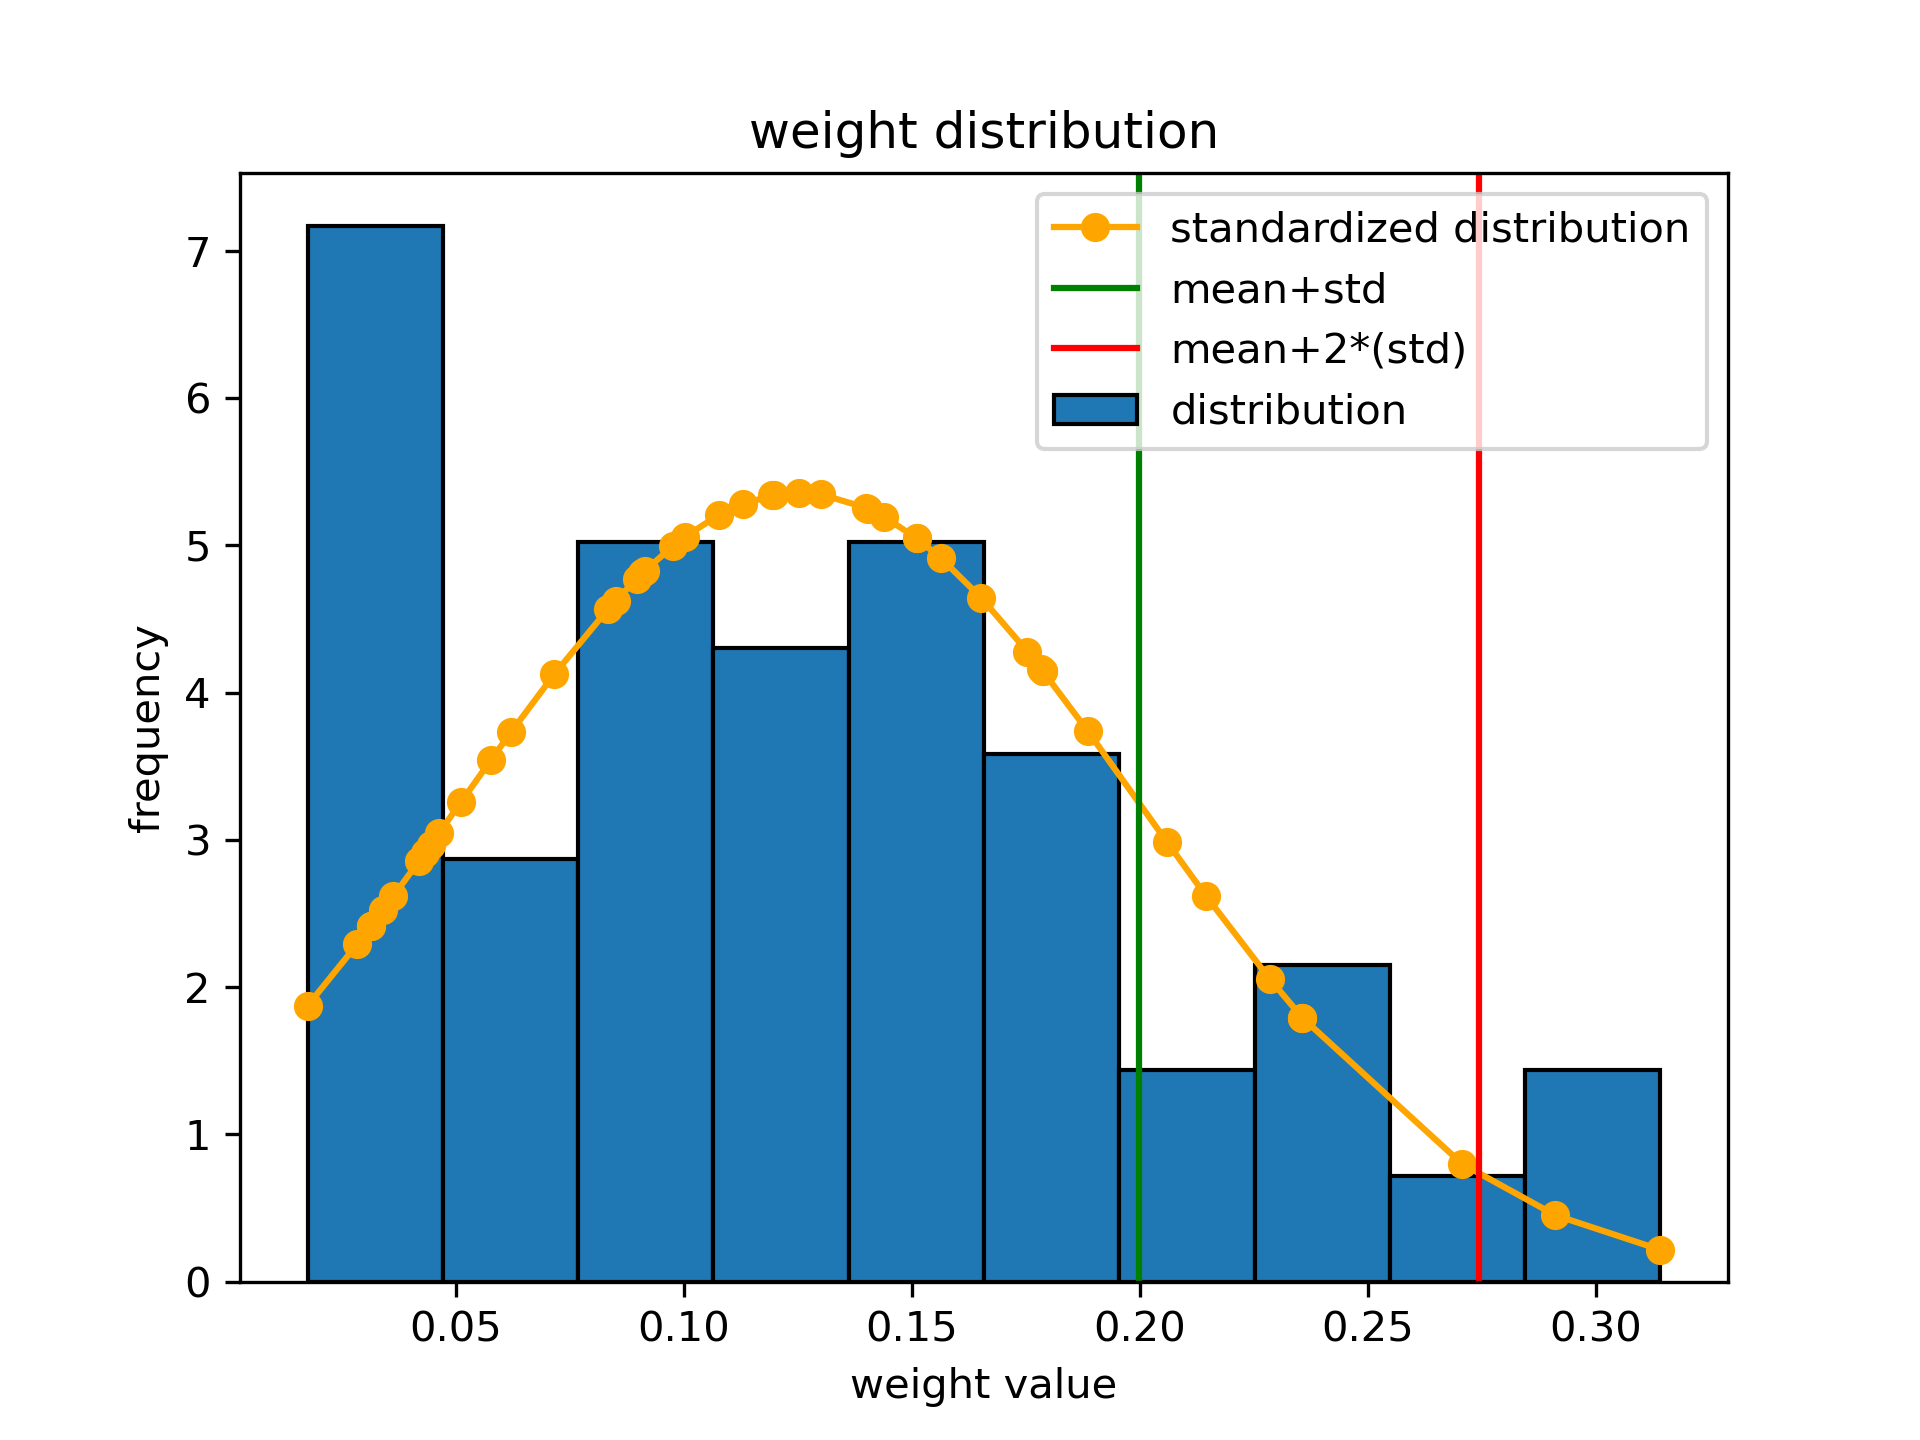 weight distribution
standardized distribution
mean+std
mean+2*(std)
distribution
frequency
7
6
5
4
3
2
1
0
0.05 0.10 0.15 0.20 0.25 0.30
weight value